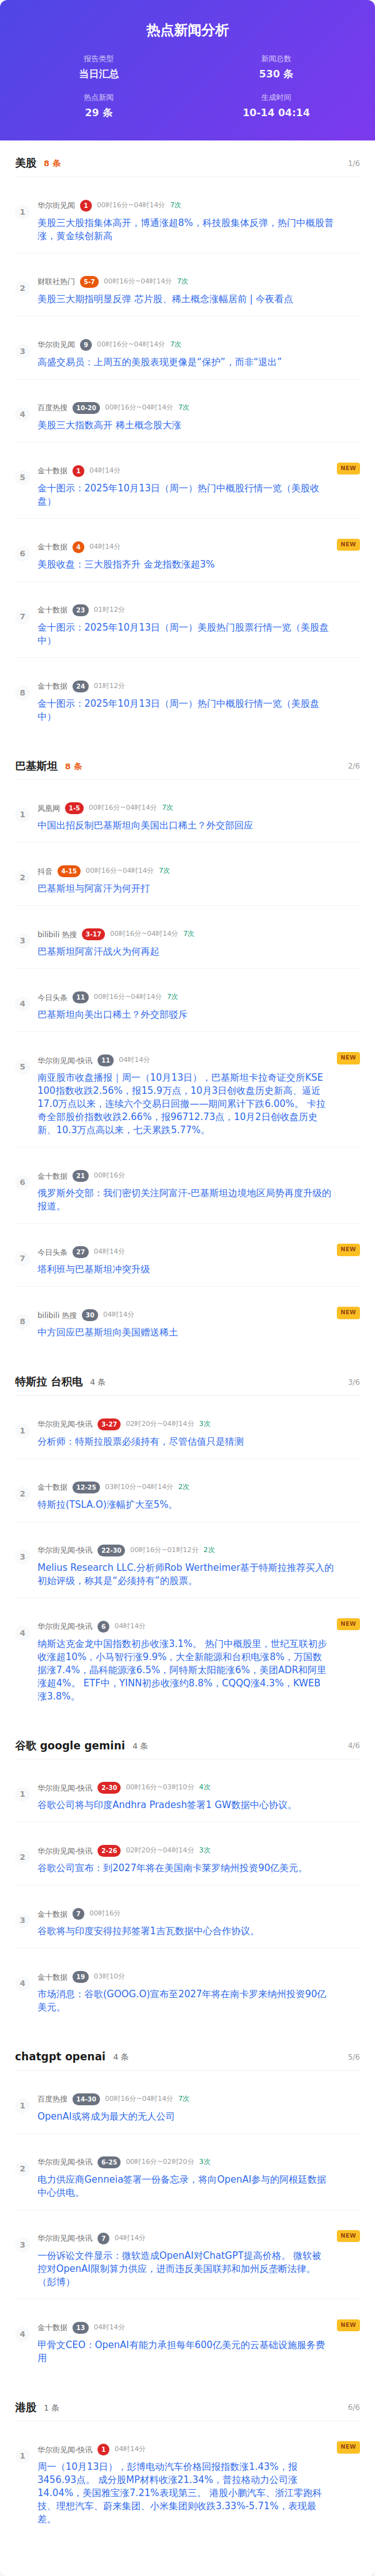 热点新闻分析
报告类型
当日汇总
新闻总数
530 条
热点新闻
29 条
生成时间
10-14 04:14
美股 8 条 1/6
1 华尔街见闻 1 00时16分~04时14分 7次
美股三大股指集体高开，博通涨超8%，科技股集体反弹，热门中概股普
涨，黄金续创新高
2 财联社热门 5-7 00时16分~04时14分 7次
美股三大期指明显反弹 芯片股、稀土概念涨幅居前 | 今夜看点
3 华尔街见闻 9 00时16分~04时14分 7次
高盛交易员：上周五的美股表现更像是“保护”，而非“退出”
4 百度热搜 10-20 00时16分~04时14分 7次
美股三大指数高开 稀土概念股大涨
5 金十数据 1 04时14分 NEW
金十图示：2025年10月13日（周一）热门中概股行情一览（美股收
盘）
6 金十数据 4 04时14分 NEW
美股收盘：三大股指齐升 金龙指数涨超3%
7 金十数据 23 01时12分
金十图示：2025年10月13日（周一）美股热门股票行情一览（美股盘
中）
8 金十数据 24 01时12分
金十图示：2025年10月13日（周一）热门中概股行情一览（美股盘
中）
巴基斯坦 8 条 2/6
1 凤凰网 1-5 00时16分~04时14分 7次
中国出招反制巴基斯坦向美国出口稀土？外交部回应
2 抖音 4-15 00时16分~04时14分 7次
巴基斯坦与阿富汗为何开打
3 bilibili 热搜 3-17 00时16分~04时14分 7次
巴基斯坦阿富汗战火为何再起
4 今日头条 11 00时16分~04时14分 7次
巴基斯坦向美出口稀土？外交部驳斥
5 华尔街见闻-快讯 11 04时14分 NEW
南亚股市收盘播报｜周一（10月13日），巴基斯坦卡拉奇证交所KSE
100指数收跌2.56%，报15.9万点，10月3日创收盘历史新高、逼近
17.0万点以来，连续六个交易日回撤——期间累计下跌6.00%。 卡拉
奇全部股价指数收跌2.66%，报96712.73点，10月2日创收盘历史
新、10.3万点高以来，七天累跌5.77%。
6 金十数据 21 00时16分
俄罗斯外交部：我们密切关注阿富汗-巴基斯坦边境地区局势再度升级的
报道。
7 今日头条 27 04时14分 NEW
塔利班与巴基斯坦冲突升级
8 bilibili 热搜 30 04时14分 NEW
中方回应巴基斯坦向美国赠送稀土
特斯拉 台积电 4 条 3/6
1 华尔街见闻-快讯 3-27 02时20分~04时14分 3次
分析师：特斯拉股票必须持有，尽管估值只是猜测
2 金十数据 12-25 03时10分~04时14分 2次
特斯拉(TSLA.O)涨幅扩大至5%。
3 华尔街见闻-快讯 22-30 00时16分~01时12分 2次
Melius Research LLC.分析师Rob Wertheimer基于特斯拉推荐买入的
初始评级，称其是“必须持有”的股票。
4 华尔街见闻-快讯 6 04时14分 NEW
纳斯达克金龙中国指数初步收涨3.1%。 热门中概股里，世纪互联初步
收涨超10%，小马智行涨9.9%，大全新能源和台积电涨8%，万国数
据涨7.4%，晶科能源涨6.5%，阿特斯太阳能涨6%，美团ADR和阿里
涨超4%。 ETF中，YINN初步收涨约8.8%，CQQQ涨4.3%，KWEB
涨3.8%。
谷歌 google gemini 4 条 4/6
1 华尔街见闻-快讯 2-30 00时16分~03时10分 4次
谷歌公司将与印度Andhra Pradesh签署1 GW数据中心协议。
2 华尔街见闻-快讯 2-26 02时20分~04时14分 3次
谷歌公司宣布：到2027年将在美国南卡莱罗纳州投资90亿美元。
3 金十数据 7 00时16分
谷歌将与印度安得拉邦签署1吉瓦数据中心合作协议。
4 金十数据 19 03时10分
市场消息：谷歌(GOOG.O)宣布至2027年将在南卡罗来纳州投资90亿
美元。
chatgpt openai 4 条 5/6
1 百度热搜 14-30 00时16分~04时14分 7次
OpenAI或将成为最大的无人公司
2 华尔街见闻-快讯 6-25 00时16分~02时20分 3次
电力供应商Genneia签署一份备忘录，将向OpenAI参与的阿根廷数据
中心供电。
3 华尔街见闻-快讯 7 04时14分 NEW
一份诉讼文件显示：微软造成OpenAI对ChatGPT提高价格。 微软被
控对OpenAI限制算力供应，进而违反美国联邦和加州反垄断法律。
（彭博）
4 金十数据 13 04时14分 NEW
甲骨文CEO：OpenAI有能力承担每年600亿美元的云基础设施服务费
用
港股 1 条 6/6
1 华尔街见闻-快讯 1 04时14分 NEW
周一（10月13日），彭博电动汽车价格回报指数涨1.43%，报
3456.93点。 成分股MP材料收涨21.34%，普拉格动力公司涨
14.04%，美国雅宝涨7.21%表现第三。 港股小鹏汽车、浙江零跑科
技、理想汽车、蔚来集团、小米集团则收跌3.33%-5.71%，表现最
差。